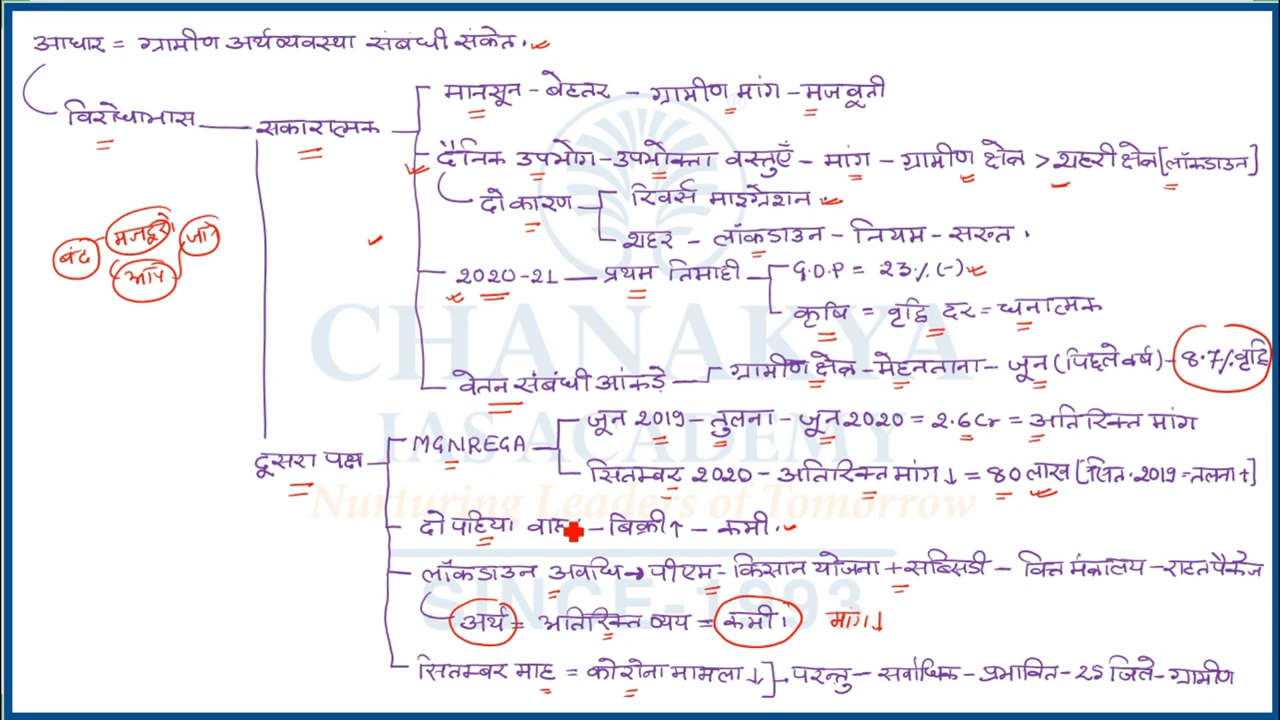 आधार = ग्रामीण अर्थव्यवस्था संबंधी संकेत.
विरोधाभास — सकारात्मक
मानसून - बेहतर - ग्रामीण मांग - मजबूती
दैनिक उपभोग - उपभोक्ता वस्तुएँ - मांग - ग्रामीण क्षेत्र > शहरी क्षेत्र [लॉकडाउन]
दो कारण
रिवर्स माइग्रेशन
शहर - लॉकडाउन - नियम - सख्त.
मजदूरी
बंद
जा
आय
2020-21 — प्रथम तिमाही
G.D.P = 23% (-)
कृषि = वृद्धि दर = धनात्मक
वेतन संबंधी आंकड़े
ग्रामीण क्षेत्र - मेहनताना - जून (पिछले वर्ष) - 8.7% वृद्धि
दूसरा पक्ष
MGNREGA
जून 2019 - तुलना - जून 2020 = 2.6Cr = अतिरिक्त मांग
सितम्बर 2020 - अतिरिक्त मांग ↓ = 80 लाख [सित. 2019 - तलना ↑]
दो पहिया वाह - बिक्री ↑ - कमी.
लॉकडाउन अवधि → पीएम - किसान योजना + सब्सिडी - वित्त मंत्रालय - राहत पैकेज
अर्थ = अतिरिक्त व्यय = कमी. मांग ↓
सितम्बर माह = कोरोना मामला ↓] परन्तु - सर्वाधिक - प्रभावित - 25 जिले - ग्रामीण
CHANAKYA
IAS ACADEMY
Nurturing Leaders of Tomorrow
SINCE-1993